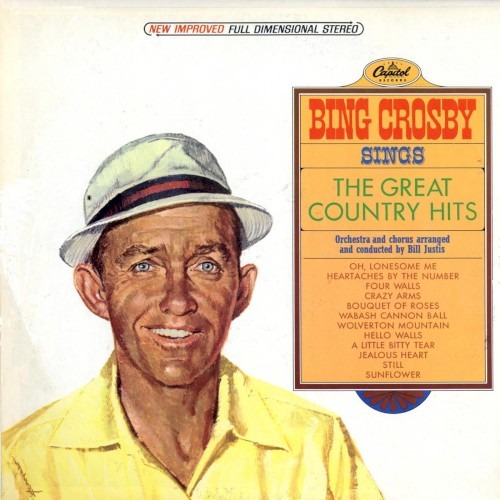 NEW IMPROVED FULL DIMENSIONAL STEREO
Capitol
RECORDS
BING CROSBY
SINGS
THE GREAT
COUNTRY HITS
Orchestra and chorus arranged
and conducted by Bill Justis
OH, LONESOME ME
HEARTACHES BY THE NUMBER
FOUR WALLS
CRAZY ARMS
BOUQUET OF ROSES
WABASH CANNON BALL
WOLVERTON MOUNTAIN
HELLO WALLS
A LITTLE BITTY TEAR
JEALOUS HEART
STILL
SUNFLOWER